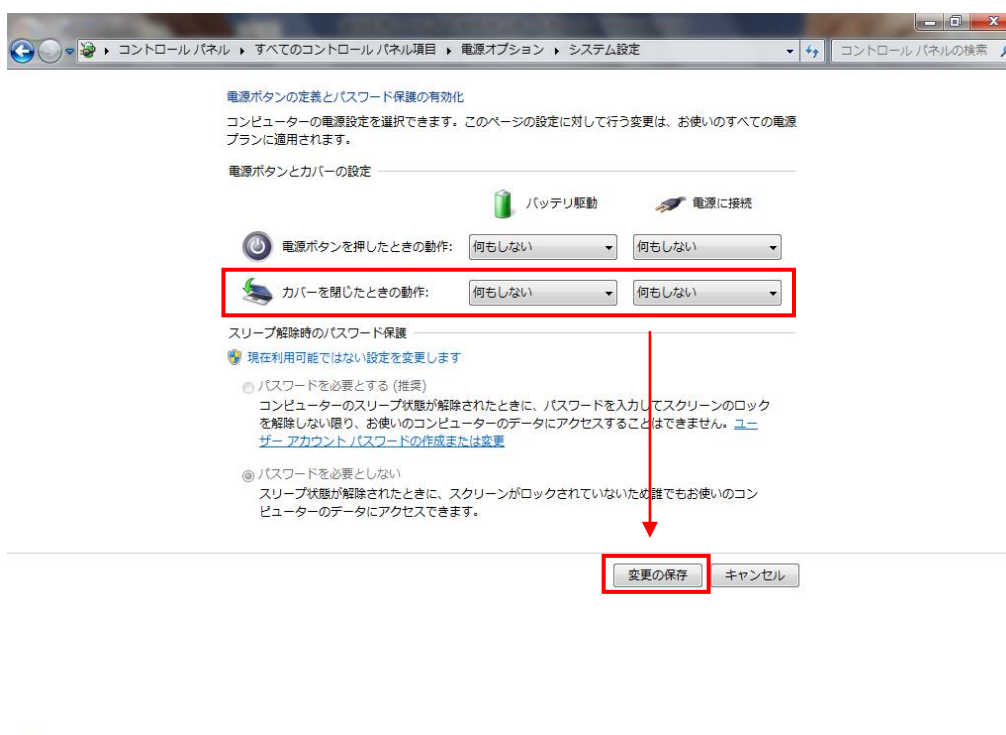 コントロール パネル ▸ すべてのコントロール パネル項目 ▸ 電源オプション ▸ システム設定
コントロール パネルの検索
電源ボタンの定義とパスワード保護の有効化
コンピューターの電源設定を選択できます。このページの設定に対して行う変更は、お使いのすべての電源
プランに適用されます。
電源ボタンとカバーの設定
バッテリ駆動 電源に接続
電源ボタンを押したときの動作: 何もしない 何もしない
カバーを閉じたときの動作: 何もしない 何もしない
スリープ解除時のパスワード保護
現在利用可能ではない設定を変更します
パスワードを必要とする (推奨)
コンピューターのスリープ状態が解除されたときに、パスワードを入力してスクリーンのロック
を解除しない限り、お使いのコンピューターのデータにアクセスすることはできません。ユー
ザー アカウント パスワードの作成または変更
パスワードを必要としない
スリープ状態が解除されたときに、スクリーンがロックされていないため誰でもお使いのコン
ピューターのデータにアクセスできます。
変更の保存 キャンセル